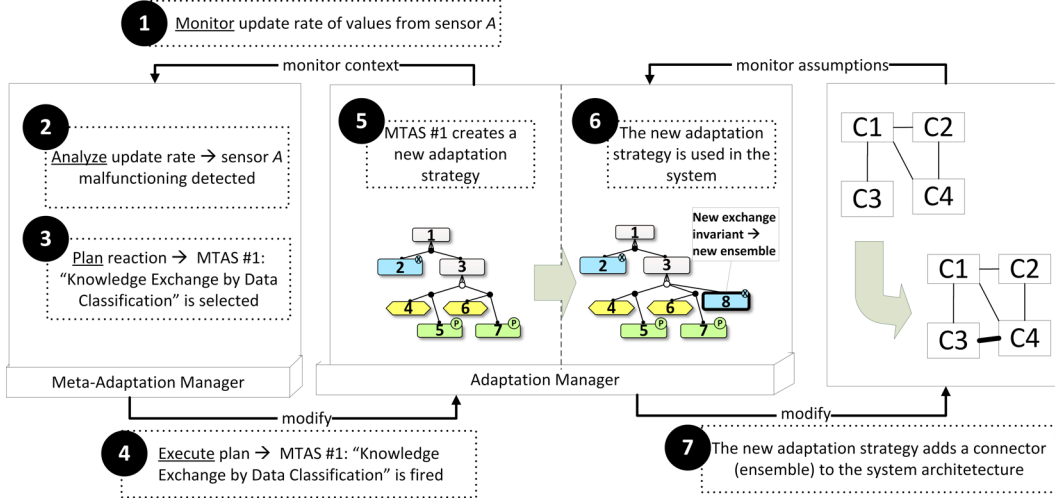 1
Monitor update rate of values from sensor A
monitor context
monitor assumptions
2
Analyze update rate → sensor A
malfunctioning detected
3
Plan reaction → MTAS #1:
“Knowledge Exchange by Data
Classification” is selected
Meta-Adaptation Manager
5
MTAS #1 creates a
new adaptation
strategy
1
2 X
3
4
6
5 P
7 P
6
The new adaptation
strategy is used in the
system
New exchange
invariant →
new ensemble
1
2 X
3
8 X
4
6
5 P
7 P
Adaptation Manager
C1 C2
C3 C4
C1 C2
C3 C4
modify
modify
4
Execute plan → MTAS #1: “Knowledge
Exchange by Data Classification” is fired
7
The new adaptation strategy adds a connector
(ensemble) to the system architetecture